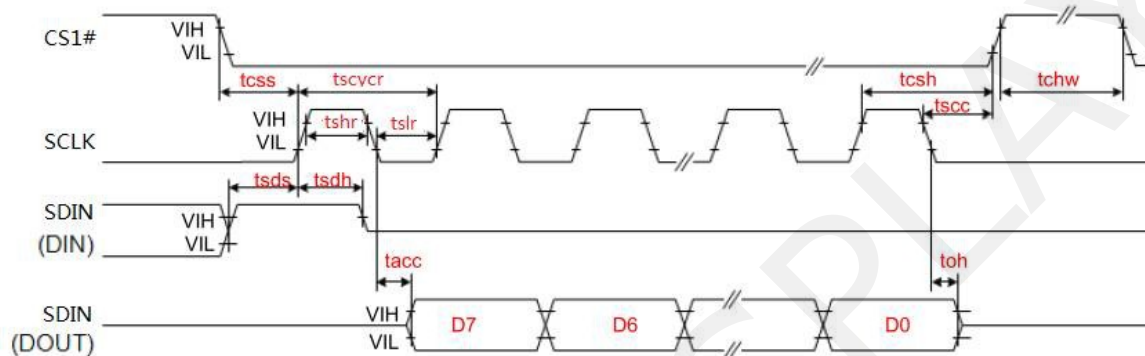 CS1#
VIH
VIL
tcss
tscvcr
tcsh
tchw
tscc
SCLK
VIH
VIL
tshr
tslr
SDIN
(DIN)
VIH
VIL
tsds
tsdh
tacc
toh
SDIN
(DOUT)
VIH
VIL
D7
D6
D0